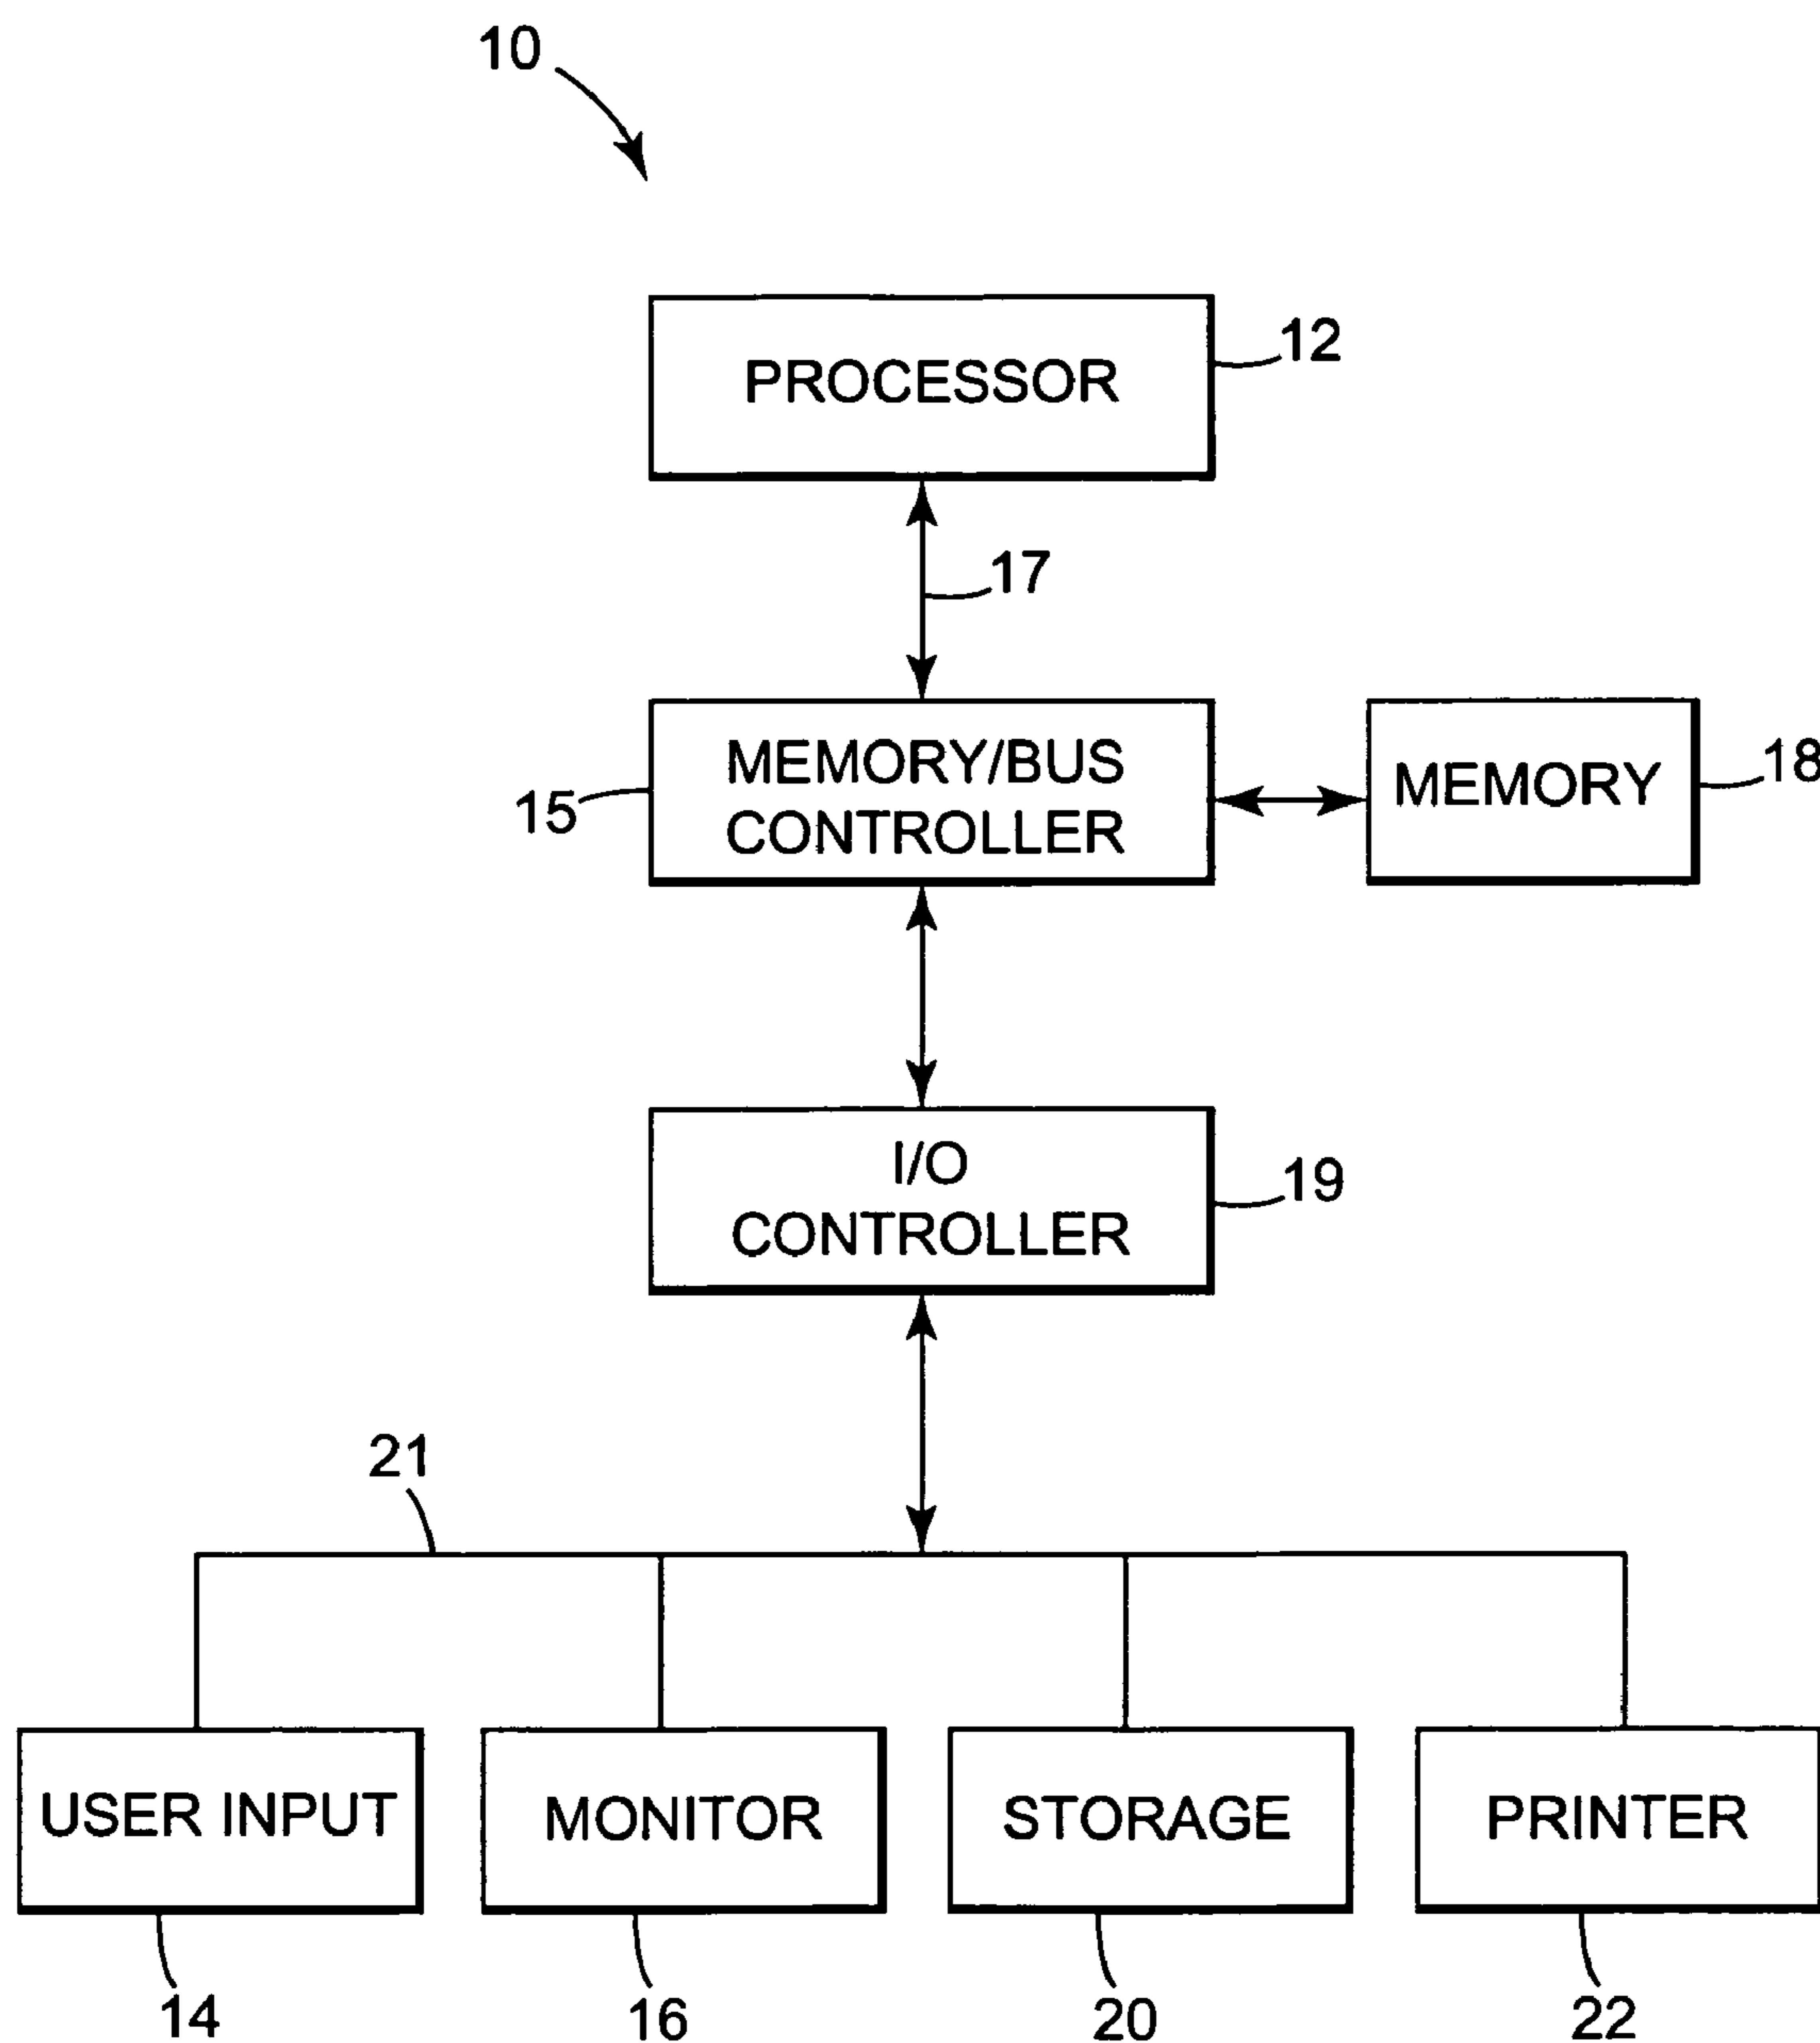 10
PROCESSOR
12
17
MEMORY/BUS
CONTROLLER
15
MEMORY
18
I/O
CONTROLLER
19
21
USER INPUT
MONITOR
STORAGE
PRINTER
14
16
20
22